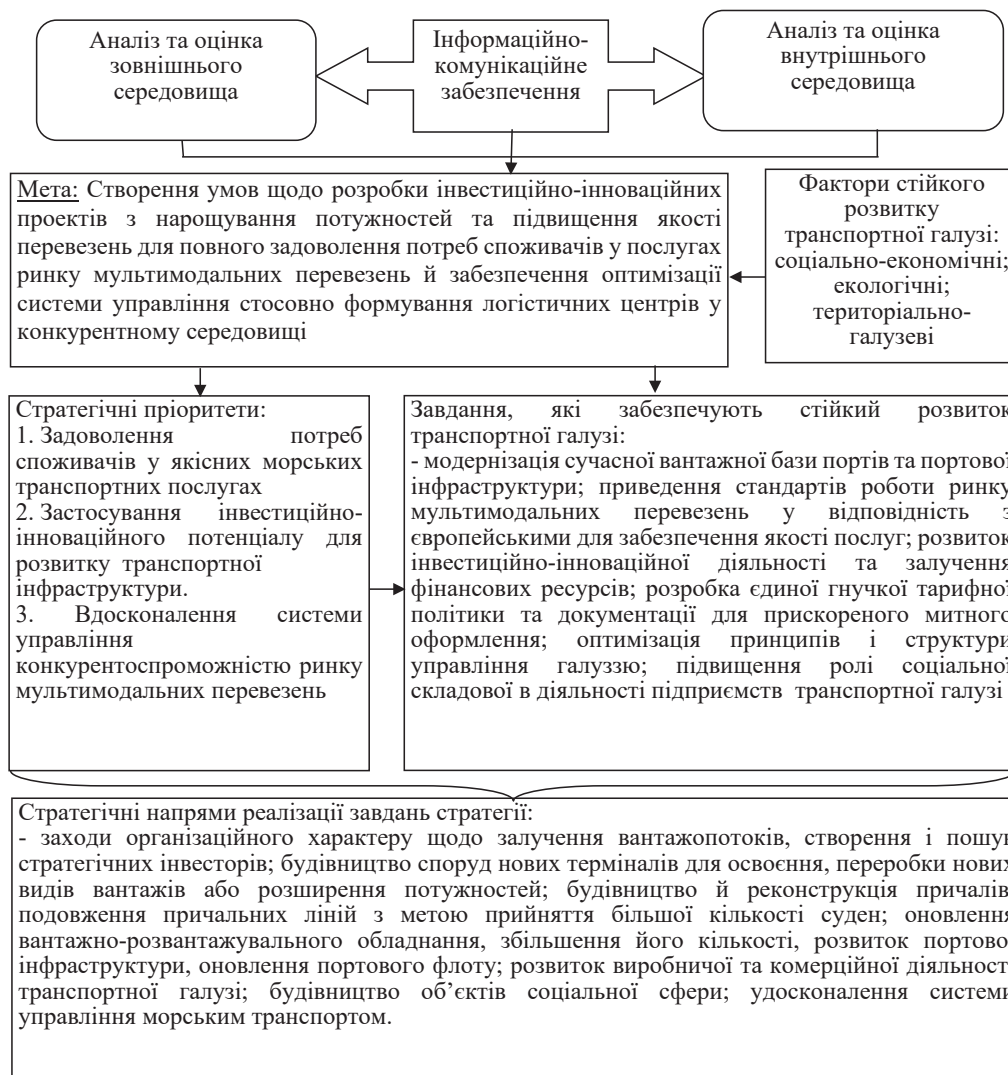 Аналіз та оцінка
зовнішнього
середовища
Інформаційно-
комунікаційне
забезпечення
Аналіз та оцінка
внутрішнього
середовища
Мета: Створення умов щодо розробки інвестиційно-інноваційних
проектів з нарощування потужностей та підвищення якості
перевезень для повного задоволення потреб споживачів у послугах
ринку мультимодальних перевезень й забезпечення оптимізації
системи управління стосовно формування логістичних центрів у
конкурентному середовищі
Фактори стійкого
розвитку
транспортної галузі:
соціально-економічні;
екологічні;
територіально-
галузеві
Стратегічні пріоритети:
1. Задоволення потреб
споживачів у якісних морських
транспортних послугах
2. Застосування інвестиційно-
інноваційного потенціалу для
розвитку транспортної
інфраструктури.
3. Вдосконалення системи
управління
конкурентоспроможністю ринку
мультимодальних перевезень
Завдання, які забезпечують стійкий розвиток
транспортної галузі:
- модернізація сучасної вантажної бази портів та портової
інфраструктури; приведення стандартів роботи ринку
мультимодальних перевезень у відповідність з
європейськими для забезпечення якості послуг; розвиток
інвестиційно-інноваційної діяльності та залучення
фінансових ресурсів; розробка єдиної гнучкої тарифної
політики та документації для прискореного митного
оформлення; оптимізація принципів і структури
управління галуззю; підвищення ролі соціальної
складової в діяльності підприємств транспортної галузі
Стратегічні напрями реалізації завдань стратегії:
- заходи організаційного характеру щодо залучення вантажопотоків, створення і пошук
стратегічних інвесторів; будівництво споруд нових терміналів для освоєння, переробки нових
видів вантажів або розширення потужностей; будівництво й реконструкція причалів
подовження причальних ліній з метою прийняття більшої кількості суден; оновлення
вантажно-розвантажувального обладнання, збільшення його кількості, розвиток портово
інфраструктури, оновлення портового флоту; розвиток виробничої та комерційної діяльност
транспортної галузі; будівництво об’єктів соціальної сфери; удосконалення системи
управління морським транспортом.